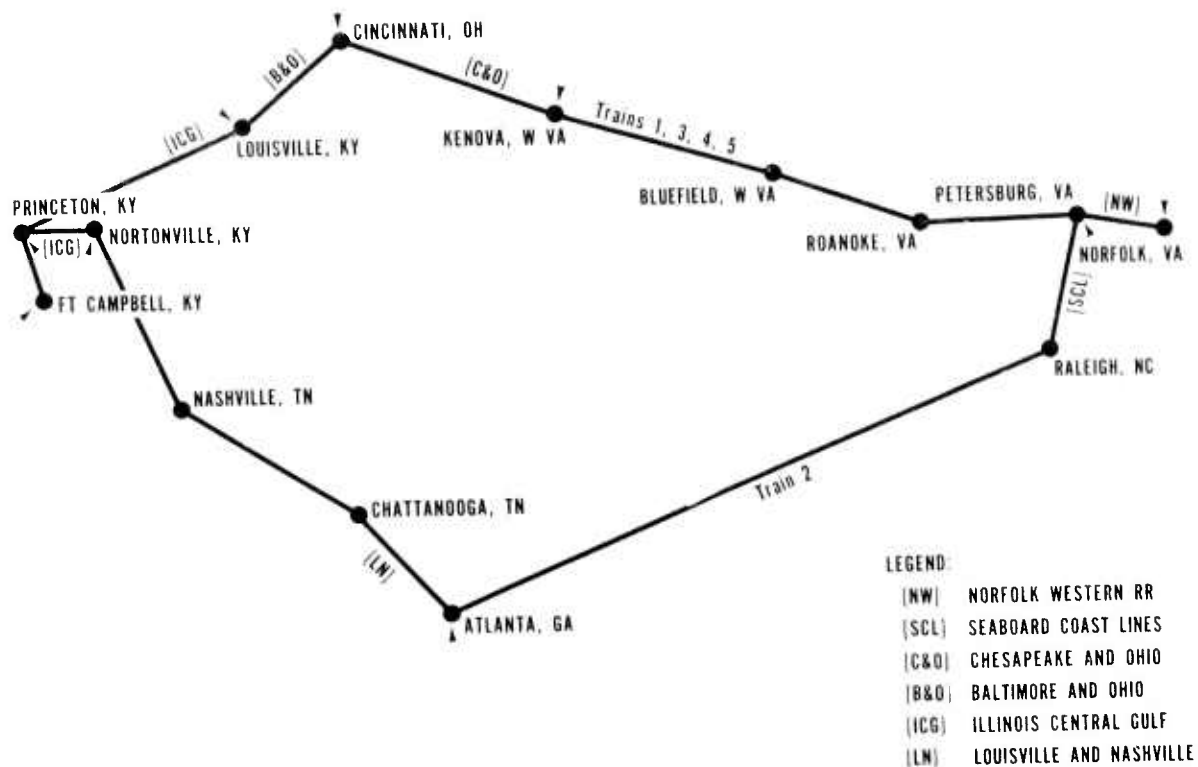 CINCINNATI, OH
[B&O]
[C&O]
[ICG]
LOUISVILLE, KY
KENOVA, W VA
Trains 1, 3, 4, 5
BLUEFIELD, W VA
PETERSBURG, VA
[NW]
PRINCETON, KY
[ICG]
NORTONVILLE, KY
ROANOKE, VA
NORFOLK, VA
FT CAMPBELL, KY
[SCL]
RALEIGH, NC
NASHVILLE, TN
Train 2
CHATTANOOGA, TN
[LN]
ATLANTA, GA
LEGEND:
[NW] NORFOLK WESTERN RR
[SCL] SEABOARD COAST LINES
[C&O] CHESAPEAKE AND OHIO
[B&O] BALTIMORE AND OHIO
[ICG] ILLINOIS CENTRAL GULF
[LN] LOUISVILLE AND NASHVILLE